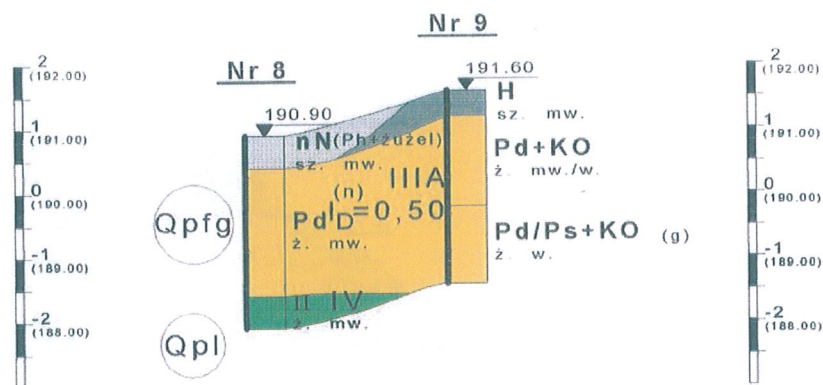 Nr 9
Nr 8
191.60
190.90
2
(192.00)
1
(191.00)
0
(190.00)
-1
(189.00)
-2
(188.00)
H
sz. mw.
nN(Ph+żużel)
sz. mw.
Pd+KO
ż. mw./w.
IIIA
(n)
Pd ID=0,50
ż. mw.
Pd/Ps+KO (g)
ż. w.
Qpfg
II IV
ż. mw.
Qpl
2
(192.00)
1
(191.00)
0
(190.00)
-1
(189.00)
-2
(188.00)